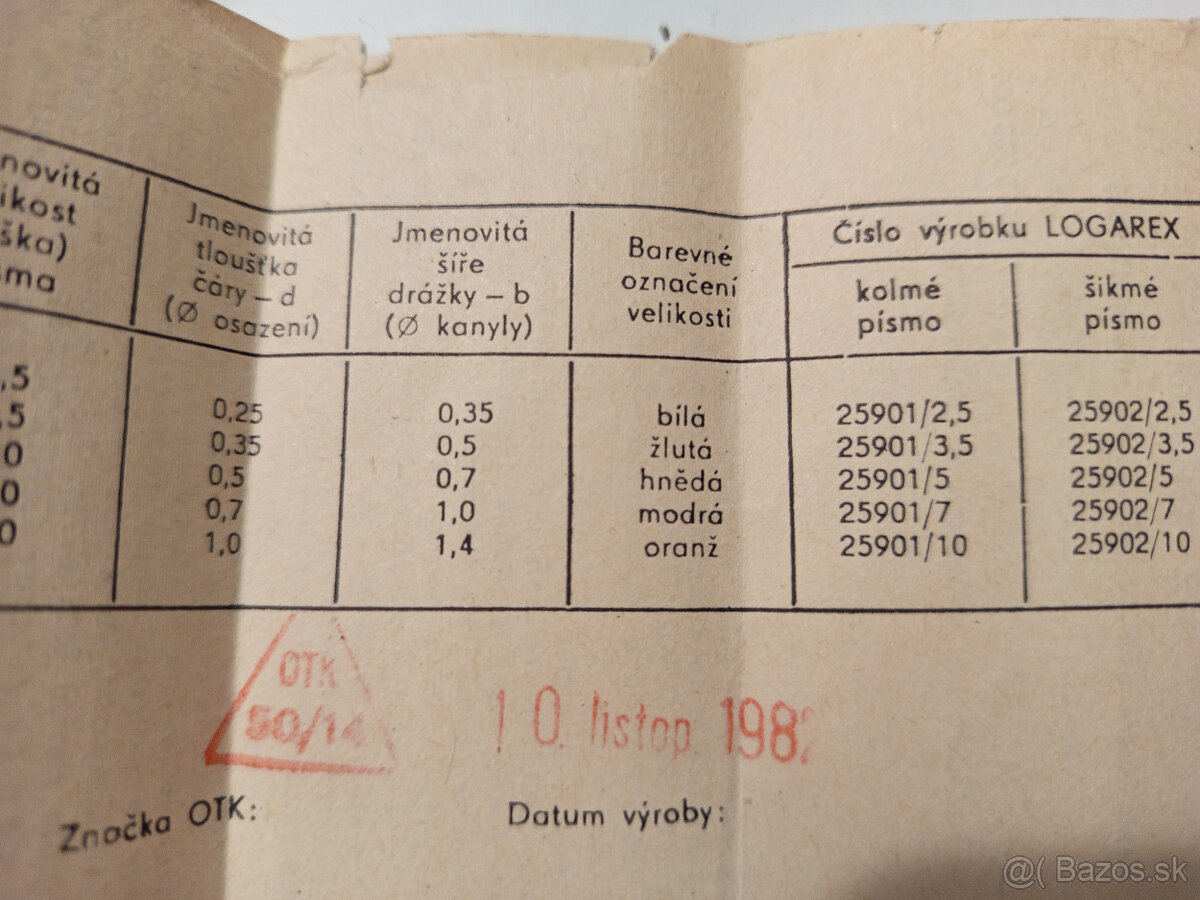 novitá
ikost
ška)
sma
Jmenovitá
tloušťka
čáry – d
(Ø osazení)
Jmenovitá
šíře
drážky – b
(Ø kanyly)
Barevné
označení
velikosti
Číslo výrobku LOGAREX
kolmé
písmo
šikmé
písmo
,5
,5 0,25 0,35 bílá 25901/2,5 25902/2,5
0 0,35 0,5 žlutá 25901/3,5 25902/3,5
0 0,5 0,7 hnědá 25901/5 25902/5
0 0,7 1,0 modrá 25901/7 25902/7
1,0 1,4 oranž 25901/10 25902/10
OTK
50/14
10. listop. 1982
Značka OTK:
Datum výroby:
@( Bazos.sk